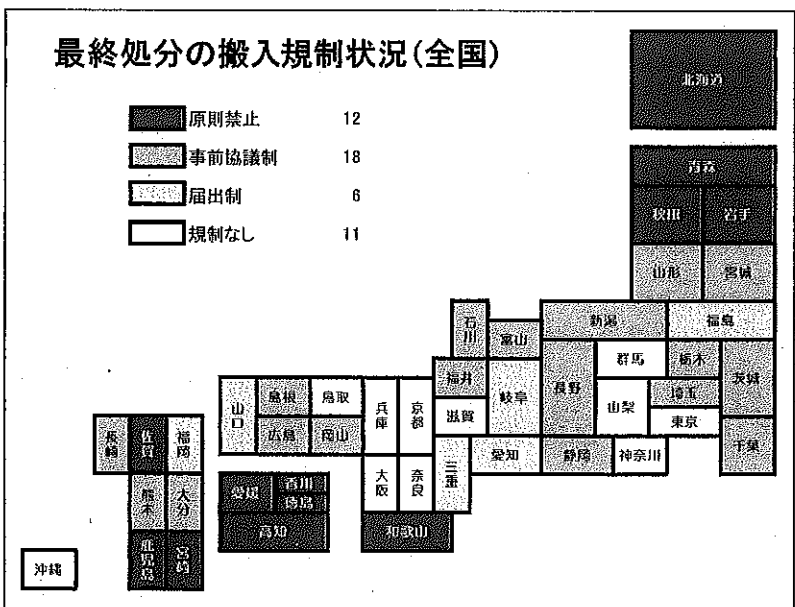 最終処分の搬入規制状況(全国)
原則禁止 12
事前協議制 18
届出制 6
規制なし 11
北海道
青森
秋田 岩手
山形 宮城
石川 富山 新潟 福島
福井 岐阜 長野 群馬 栃木 茨城
滋賀 山梨 埼玉
東京 千葉
山口 島根 鳥取 兵庫 京都
広島 岡山
大阪 奈良 三重 愛知 静岡 神奈川
長崎 佐賀 福岡
熊本 大分
愛媛 香川
徳島
高知 和歌山
鹿児島 宮崎
沖縄